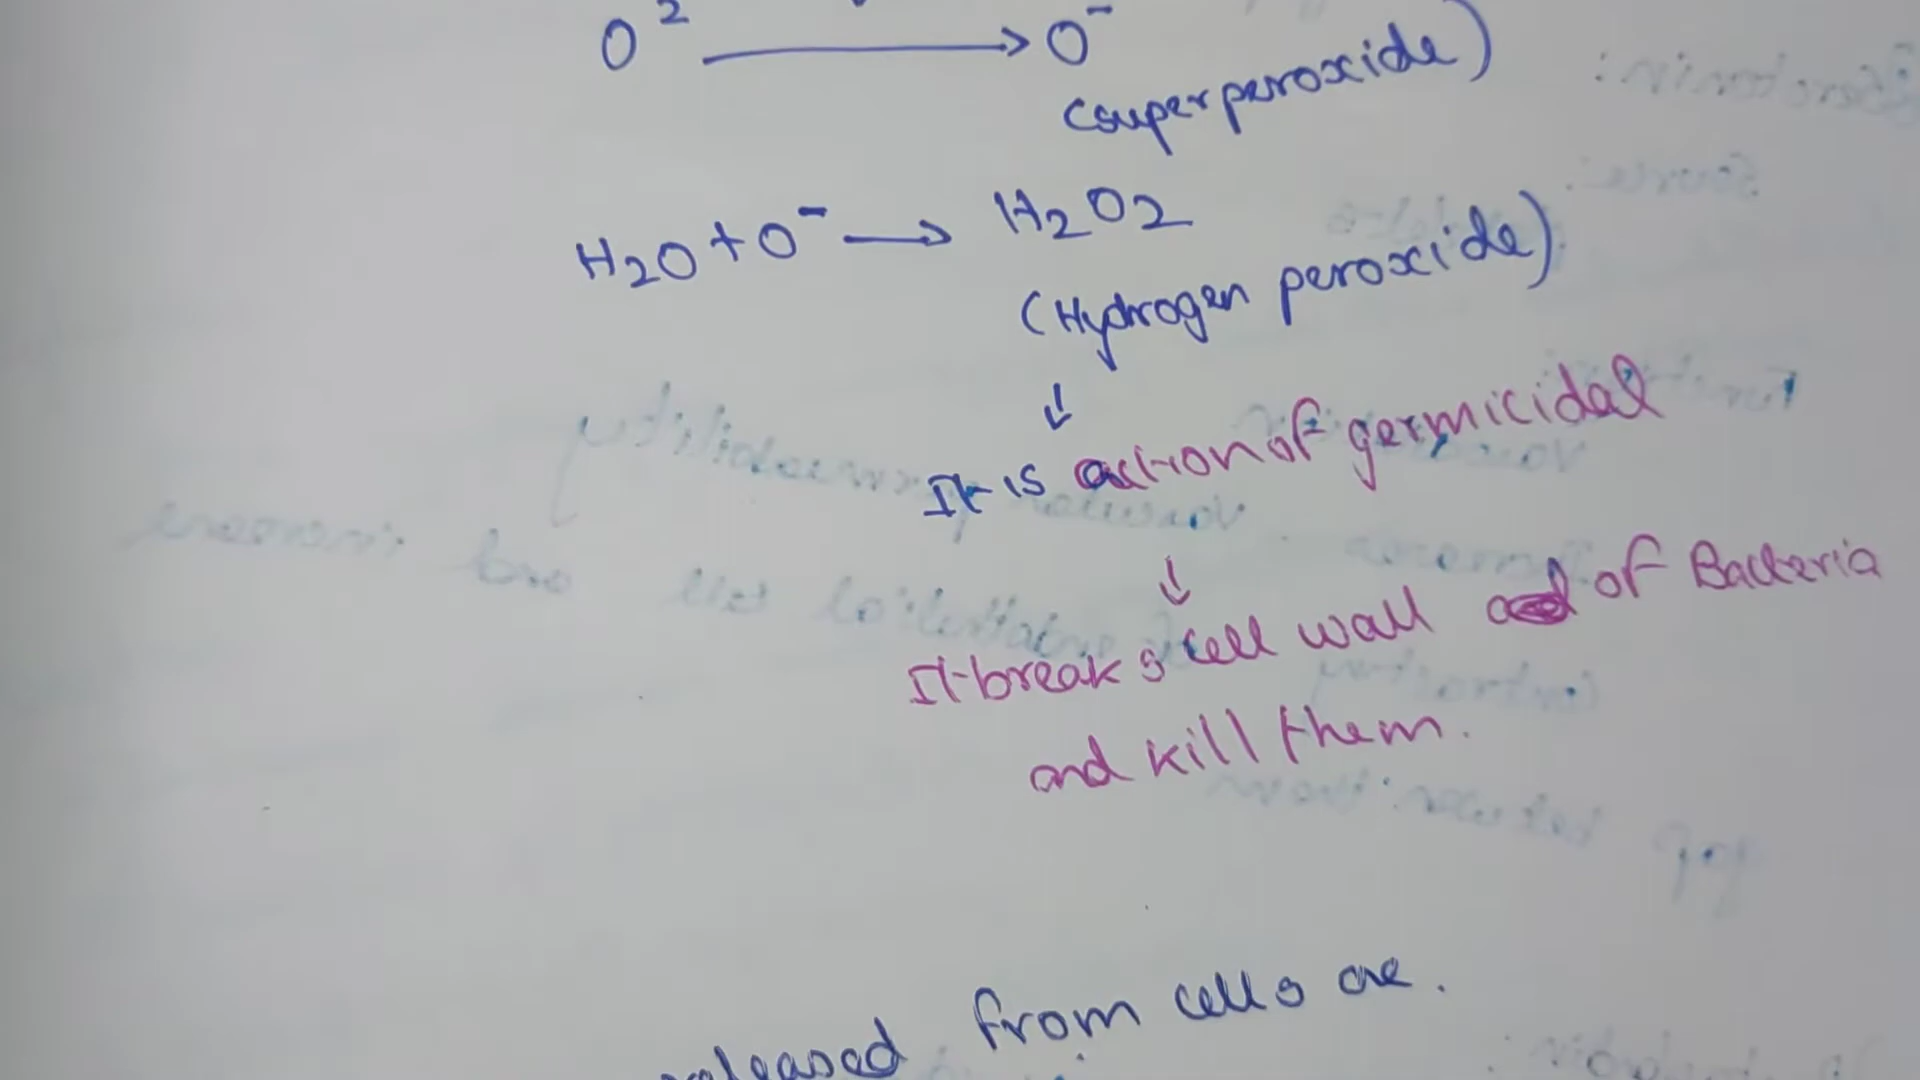 O² → O⁻
(superperoxide)
H₂O + O⁻ → H₂O₂
(Hydrogen peroxide)
↓
It is action of germicidal
↓
It breaks cell wall of Bacteria
and kill them.
released from cells are.